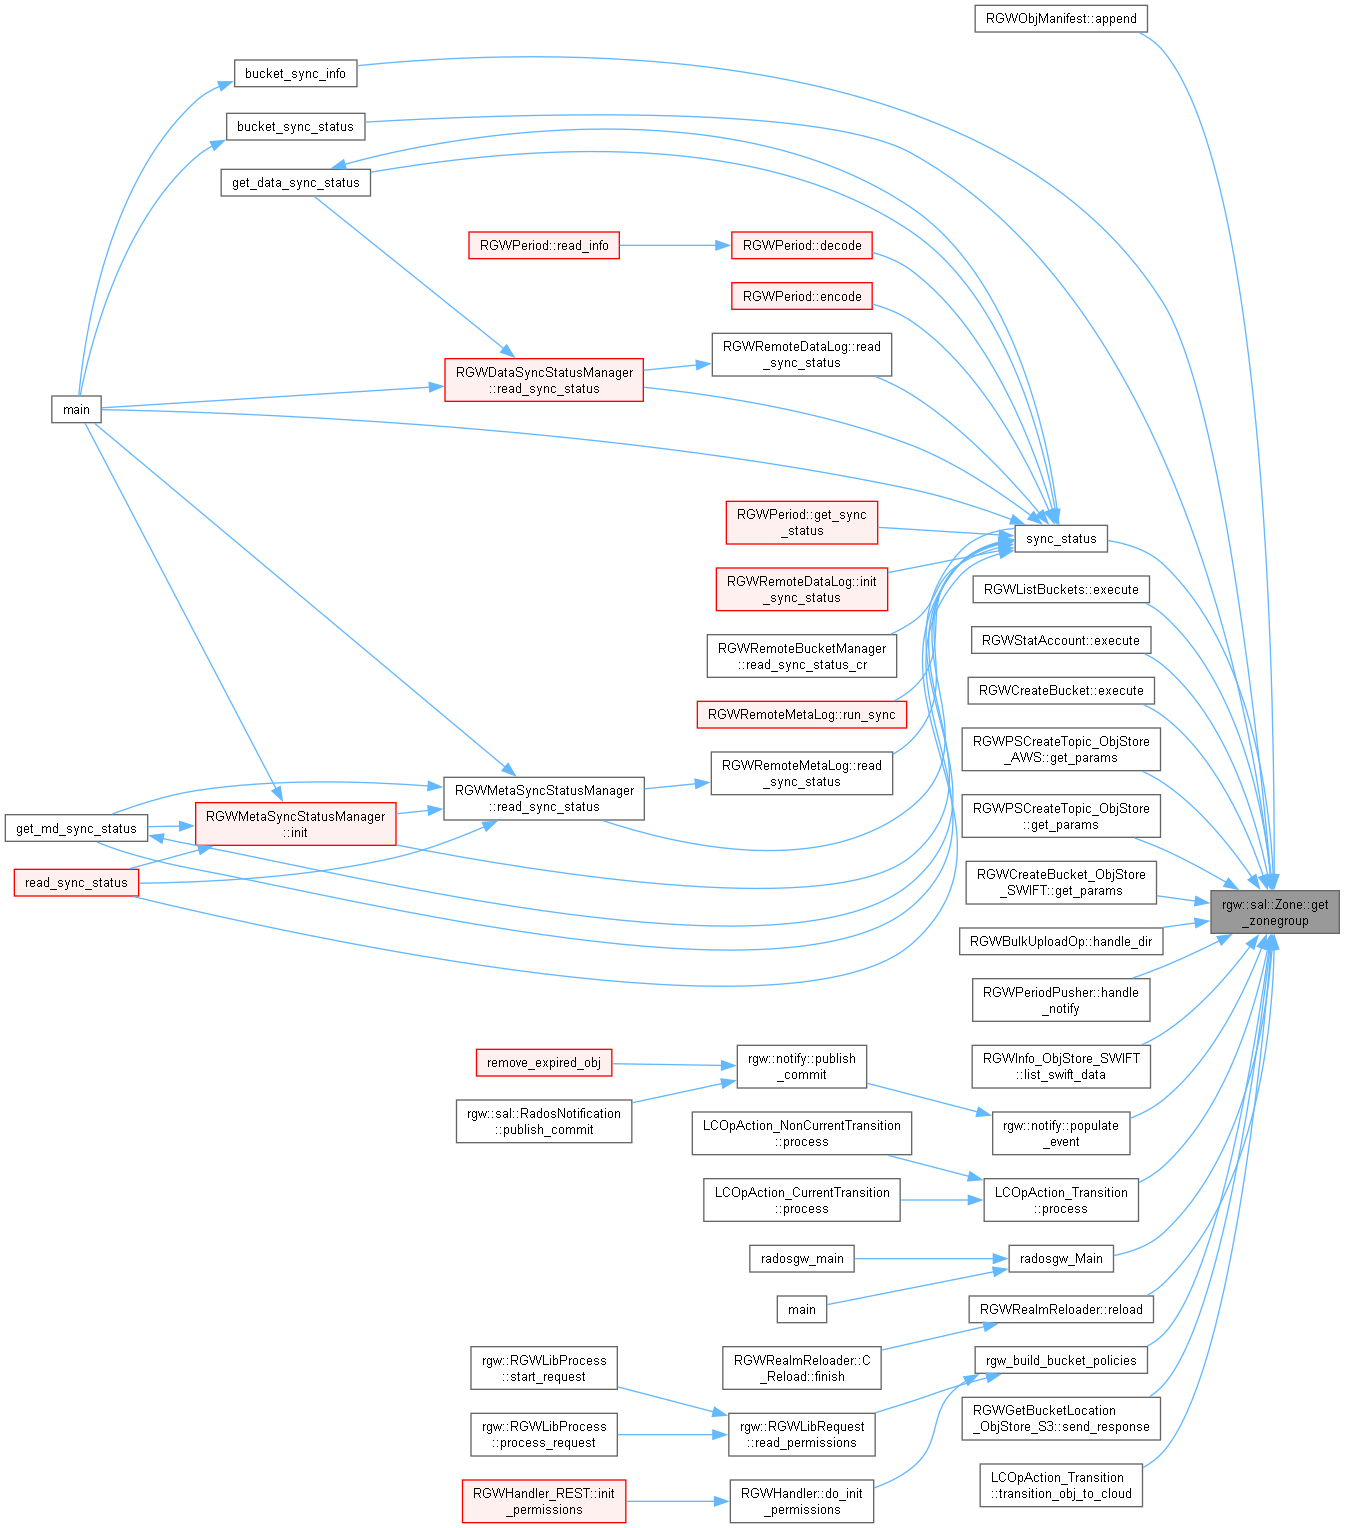 RGWObjManifest::append
bucket_sync_info
bucket_sync_status
get_data_sync_status
RGWPeriod::read_info
RGWPeriod::decode
RGWPeriod::encode
RGWRemoteDataLog::read
_sync_status
RGWDataSyncStatusManager
::read_sync_status
main
RGWPeriod::get_sync
_status
sync_status
RGWRemoteDataLog::init
_sync_status
RGWListBuckets::execute
RGWRemoteBucketManager
::read_sync_status_cr
RGWStatAccount::execute
RGWCreateBucket::execute
RGWRemoteMetaLog::run_sync
RGWPSCreateTopic_ObjStore
_AWS::get_params
RGWRemoteMetaLog::read
_sync_status
RGWMetaSyncStatusManager
::read_sync_status
RGWPSCreateTopic_ObjStore
::get_params
RGWMetaSyncStatusManager
::init
get_md_sync_status
read_sync_status
RGWCreateBucket_ObjStore
_SWIFT::get_params
rgw::sal::Zone::get
_zonegroup
RGWBulkUploadOp::handle_dir
RGWPeriodPusher::handle
_notify
RGWInfo_ObjStore_SWIFT
::list_swift_data
remove_expired_obj
rgw::notify::publish
_commit
rgw::sal::RadosNotification
::publish_commit
rgw::notify::populate
_event
LCOpAction_NonCurrentTransition
::process
LCOpAction_CurrentTransition
::process
LCOpAction_Transition
::process
radosgw_main
radosgw_Main
main
RGWRealmReloader::reload
RGWRealmReloader::C
_Reload::finish
rgw_build_bucket_policies
rgw::RGWLibProcess
::start_request
RGWGetBucketLocation
_ObjStore_S3::send_response
rgw::RGWLibProcess
::process_request
rgw::RGWLibRequest
::read_permissions
LCOpAction_Transition
::transition_obj_to_cloud
RGWHandler_REST::init
_permissions
RGWHandler::do_init
_permissions